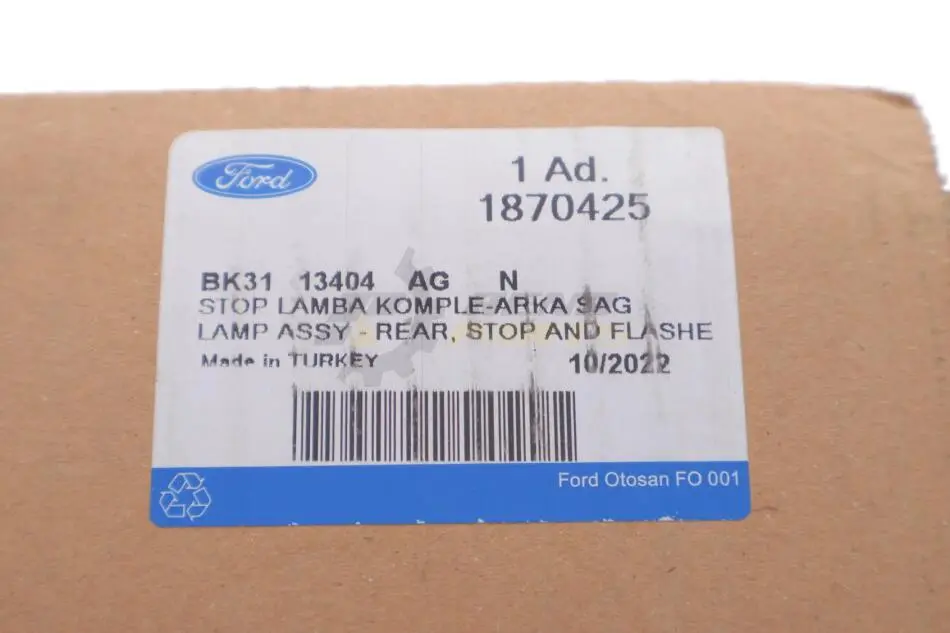 Ford
1 Ad.
1870425
BK31 13404 AG N
STOP LAMBA KOMPLE-ARKA SAG
LAMP ASSY - REAR, STOP AND FLASHE
Made in TURKEY
10/2022
Ford Otosan FO 001